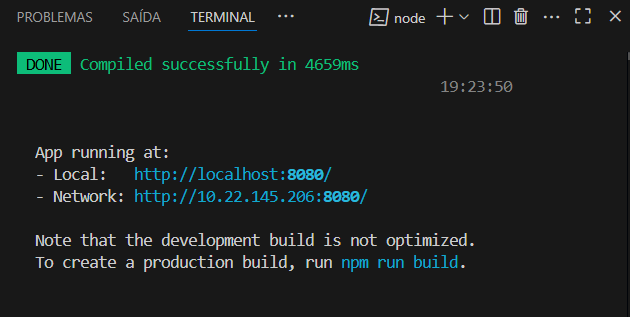 PROBLEMAS SAÍDA TERMINAL ··· node
DONE Compiled successfully in 4659ms
19:23:50
App running at:
- Local: http://localhost:8080/
- Network: http://10.22.145.206:8080/
Note that the development build is not optimized.
To create a production build, run npm run build.